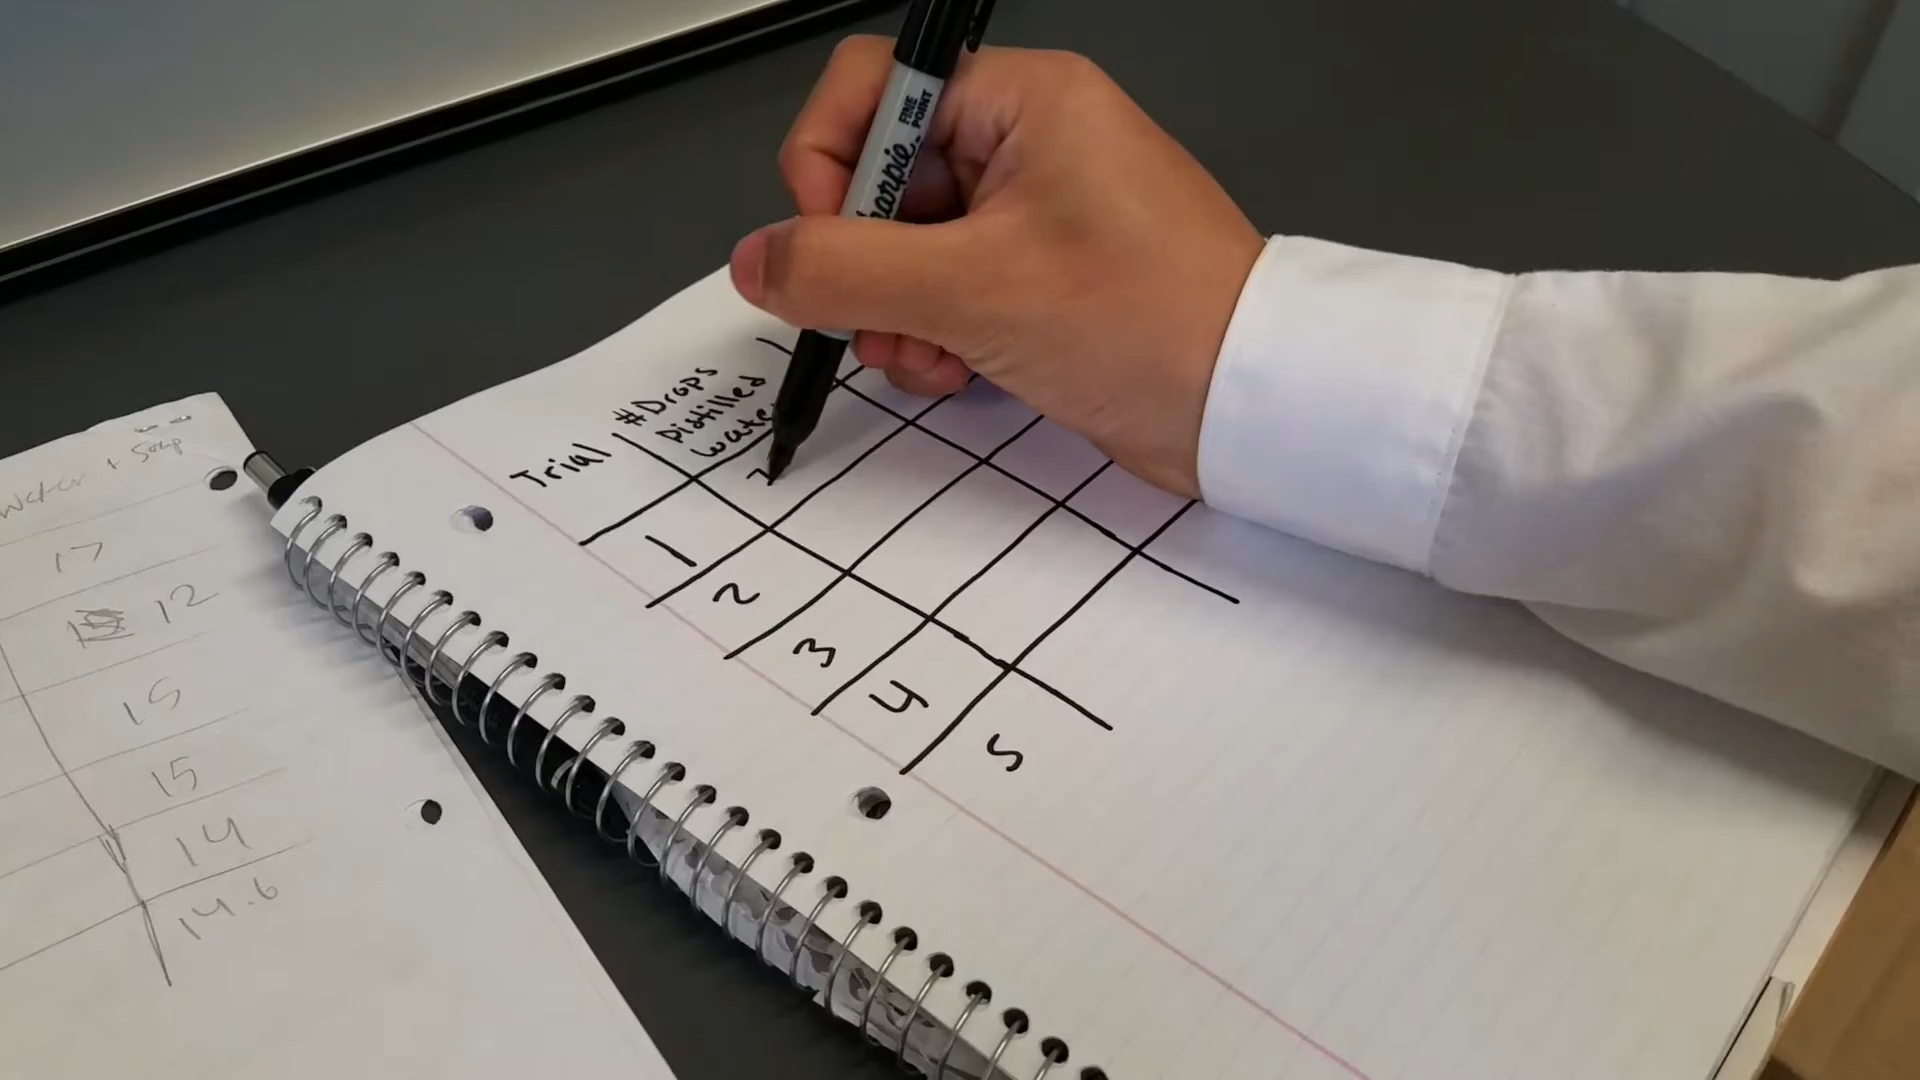 Water + Soap
17
12
15
15
14
14.6
Trial
#Drops
Distilled
Water
1
2
3
4
5
Sharpie.
FINE
POINT